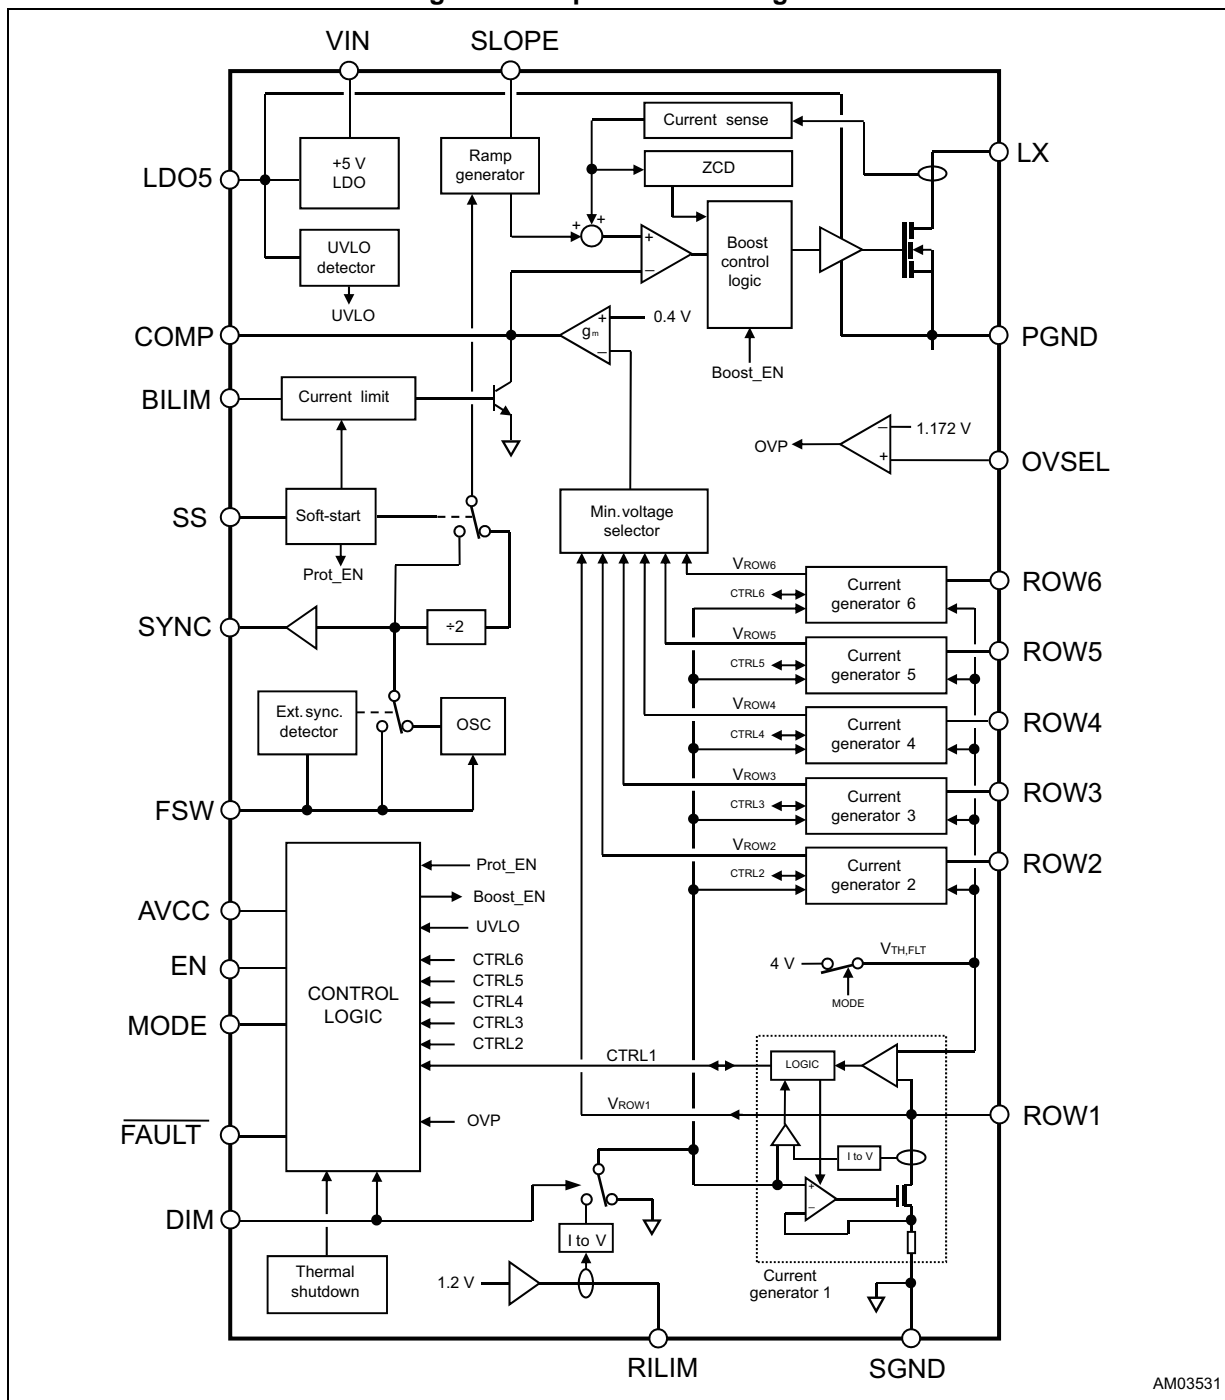 VIN
SLOPE
LDO5
+5 V
LDO
Ramp
generator
Current sense
ZCD
LX
UVLO
detector
UVLO
+
+
+
–
Boost
control
logic
COMP
gm
+
–
0.4 V
Boost_EN
PGND
BILIM
Current limit
OVP
–
+
1.172 V
OVSEL
SS
Soft-start
Prot_EN
Min. voltage
selector
SYNC
÷2
VROW6
CTRL6
Current
generator 6
ROW6
VROW5
CTRL5
Current
generator 5
ROW5
Ext. sync.
detector
OSC
VROW4
CTRL4
Current
generator 4
ROW4
FSW
VROW3
CTRL3
Current
generator 3
ROW3
VROW2
CTRL2
Current
generator 2
ROW2
AVCC
EN
MODE
FAULT
DIM
CONTROL
LOGIC
Prot_EN
Boost_EN
UVLO
CTRL6
CTRL5
CTRL4
CTRL3
CTRL2
CTRL1
OVP
4 V
VTH,FLT
MODE
LOGIC
VROW1
ROW1
I to V
+
–
I to V
Thermal
shutdown
1.2 V
Current
generator 1
RILIM
SGND
AM03531